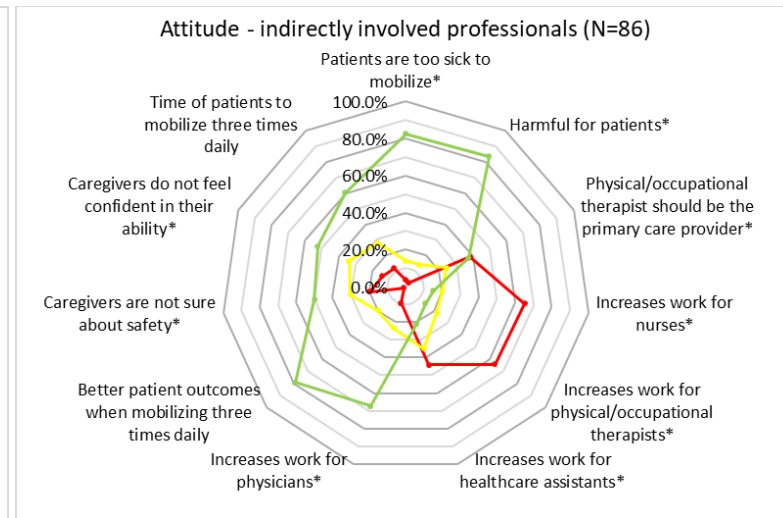 Attitude - indirectly involved professionals (N=86)
Patients are too sick to
mobilize*
Harmful for patients*
Physical/occupational
therapist should be the
primary care provider*
Increases work for
nurses*
Increases work for
physical/occupational
therapists*
Increases work for
healthcare assistants*
Increases work for
physicians*
Better patient outcomes
when mobilizing three
times daily
Caregivers are not sure
about safety*
Caregivers do not feel
confident in their
ability*
Time of patients to
mobilize three times
daily
100.0%
80.0%
60.0%
40.0%
20.0%
0.0%